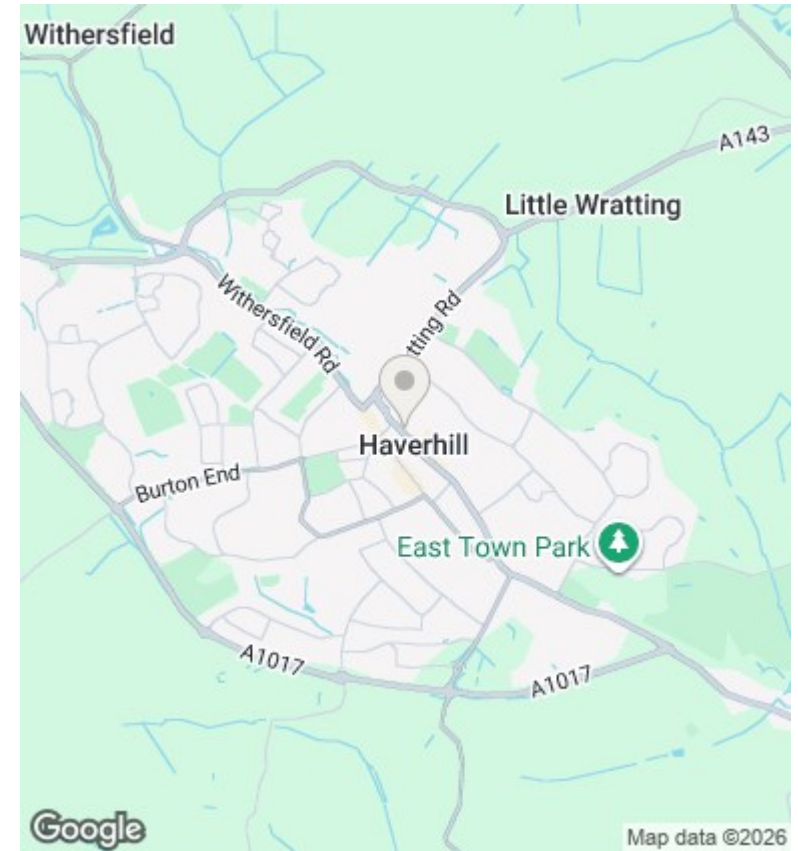 Withersfield
A143
Little Wratting
Withersfield Rd
tting Rd
Haverhill
Burton End
East Town Park
A1017
A1017
Google
Map data ©2026